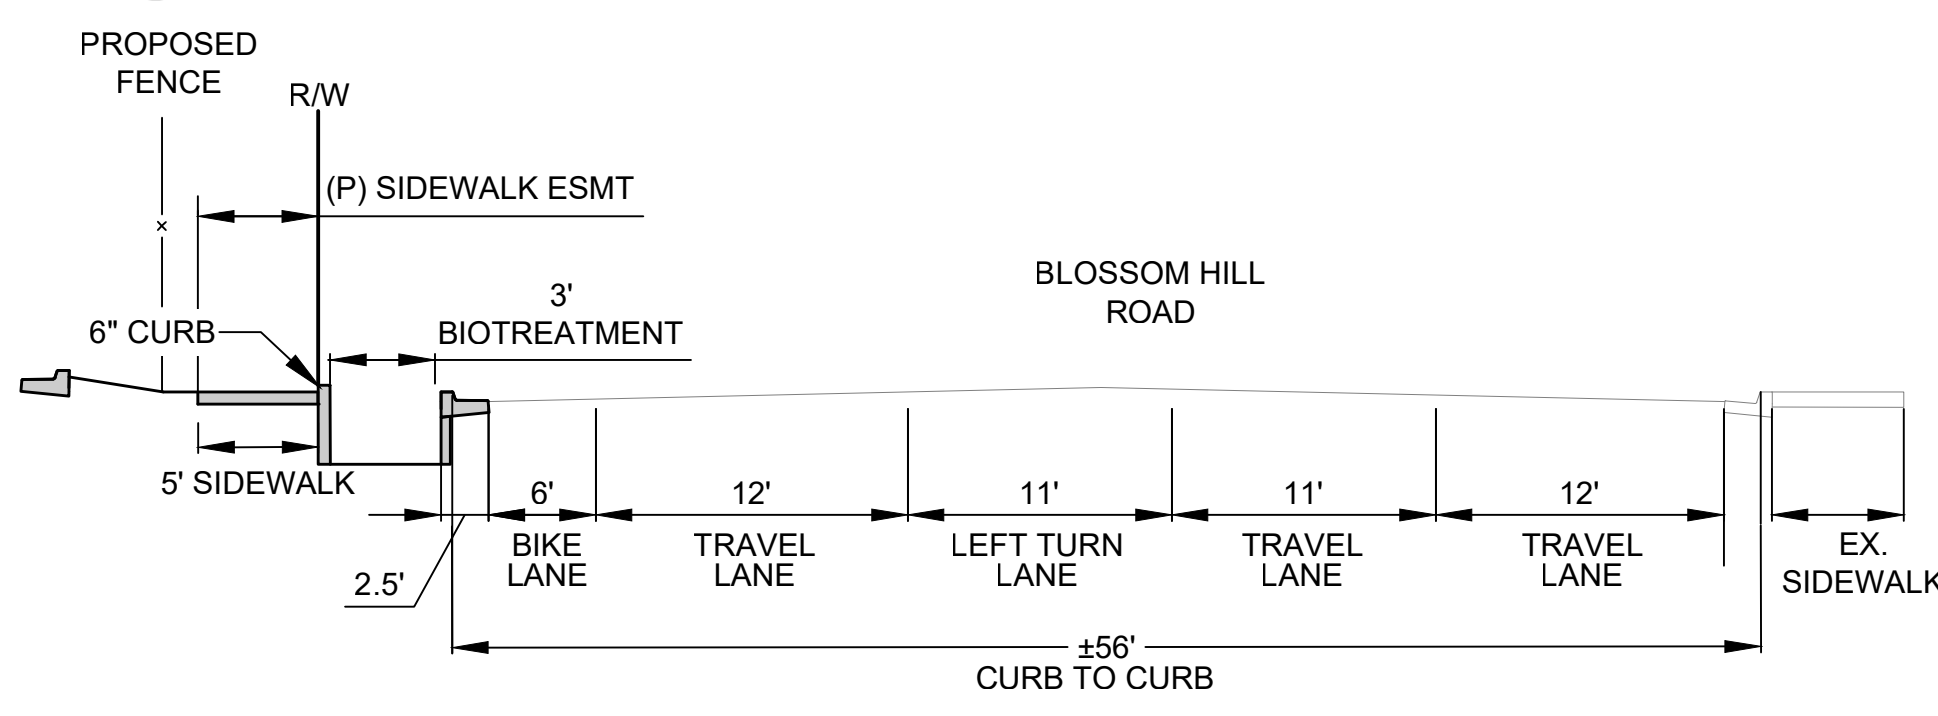 PROPOSED
FENCE
R/W
(P) SIDEWALK ESMT
BLOSSOM HILL
ROAD
3'
BIOTREATMENT
6" CURB
5' SIDEWALK
6'
12'
11'
11'
12'
BIKE
LANE
TRAVEL
LANE
LEFT TURN
LANE
TRAVEL
LANE
TRAVEL
LANE
EX.
SIDEWALK
2.5'
±56'
CURB TO CURB